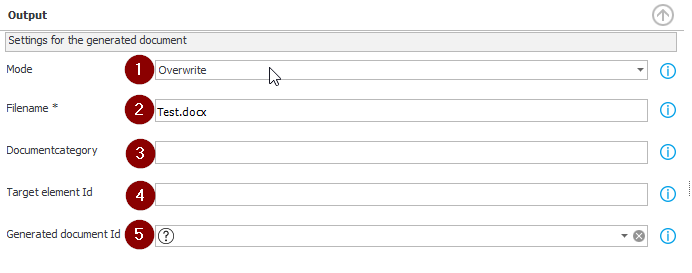 Output
Settings for the generated document
Mode 1 Overwrite
Filename * 2 Test.docx
Documentcategory 3
Target element Id 4
Generated document Id 5 ?